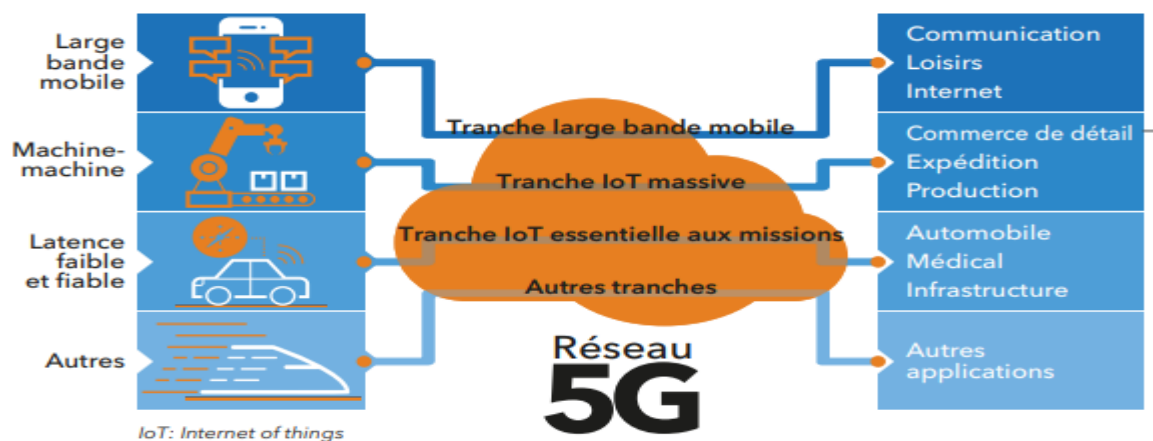 Large
bande
mobile
Machine-
machine
Latence
faible
et fiable
Autres
Tranche large bande mobile
Tranche IoT massive
Tranche IoT essentielle aux missions
Autres tranches
Réseau
5G
Communication
Loisirs
Internet
Commerce de détail
Expédition
Production
Automobile
Médical
Infrastructure
Autres
applications
IoT: Internet of things